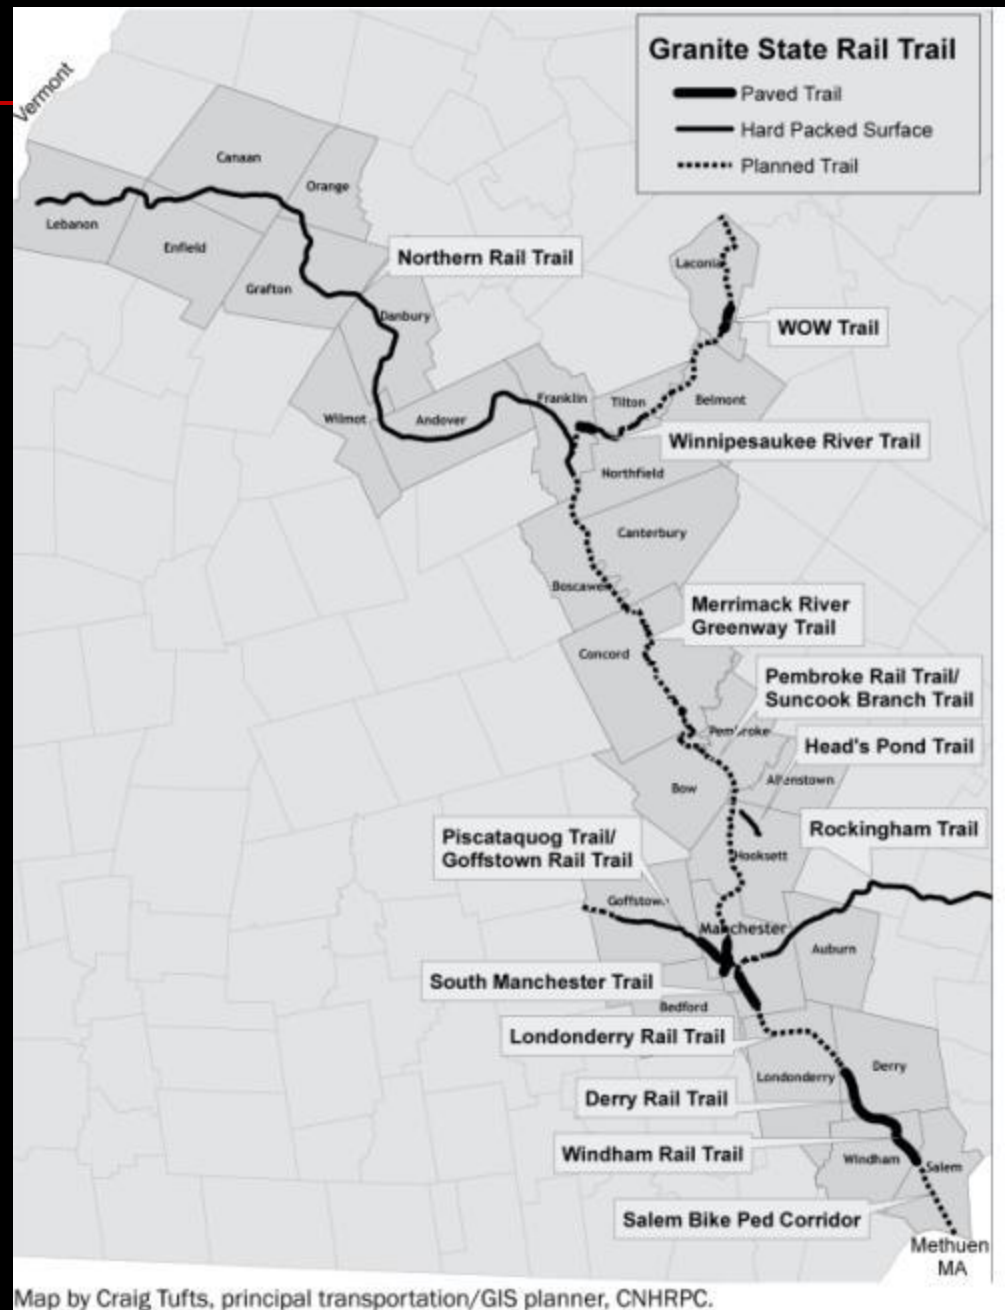 Granite State Rail Trail
Paved Trail
Hard Packed Surface
Planned Trail
Vermont
Canaan
Orange
Lebanon
Enfield
Grafton
Northern Rail Trail
Danbury
Laconia
WOW Trail
Wilmot
Andover
Franklin
Tilton
Belmont
Winnipesaukee River Trail
Northfield
Canterbury
Boscawen
Merrimack River
Greenway Trail
Concord
Pembroke Rail Trail/
Suncook Branch Trail
Pembroke
Head's Pond Trail
Allenstown
Bow
Rockingham Trail
Piscataquog Trail/
Goffstown Rail Trail
Hooksett
Goffstown
Manchester
Auburn
South Manchester Trail
Bedford
Londonderry Rail Trail
Londonderry
Derry
Derry Rail Trail
Windham Rail Trail
Windham
Salem
Salem Bike Ped Corridor
Methuen
MA
Map by Craig Tufts, principal transportation/GIS planner, CNHRPC.